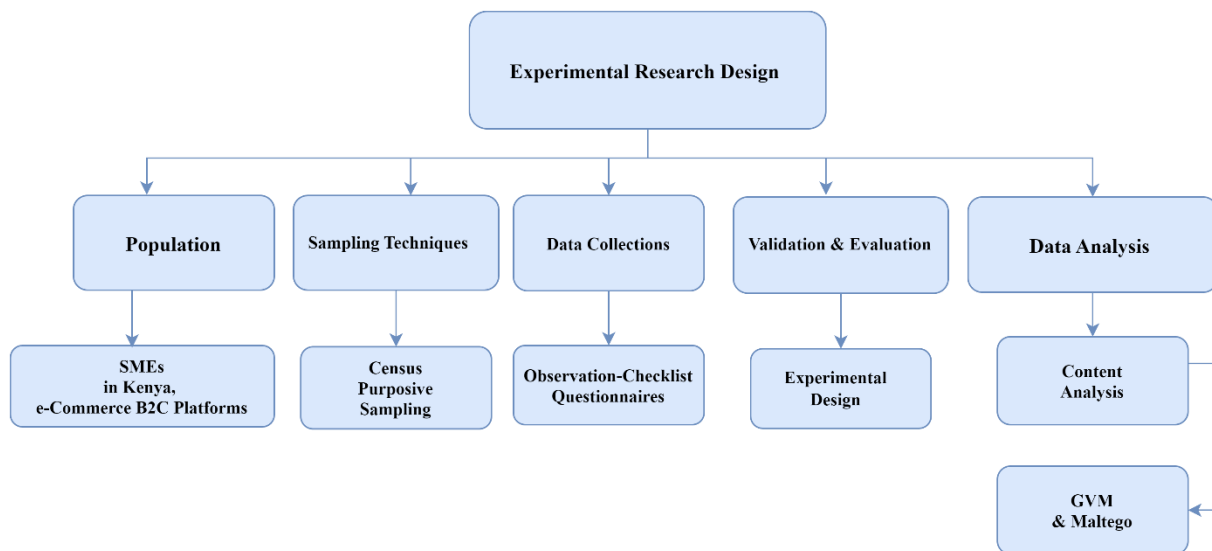 Experimental Research Design
Population
Sampling Techniques
Data Collections
Validation & Evaluation
Data Analysis
SMEs
in Kenya,
e-Commerce B2C Platforms
Census
Purposive
Sampling
Observation-Checklist
Questionnaires
Experimental
Design
Content
Analysis
GVM
& Maltego